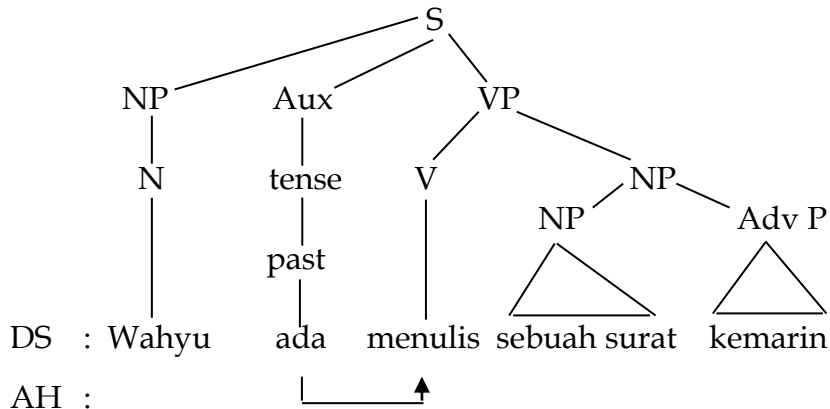 S
NP Aux VP
N tense V NP
NP Adv P
past
DS : Wahyu ada menulis sebuah surat kemarin
AH :